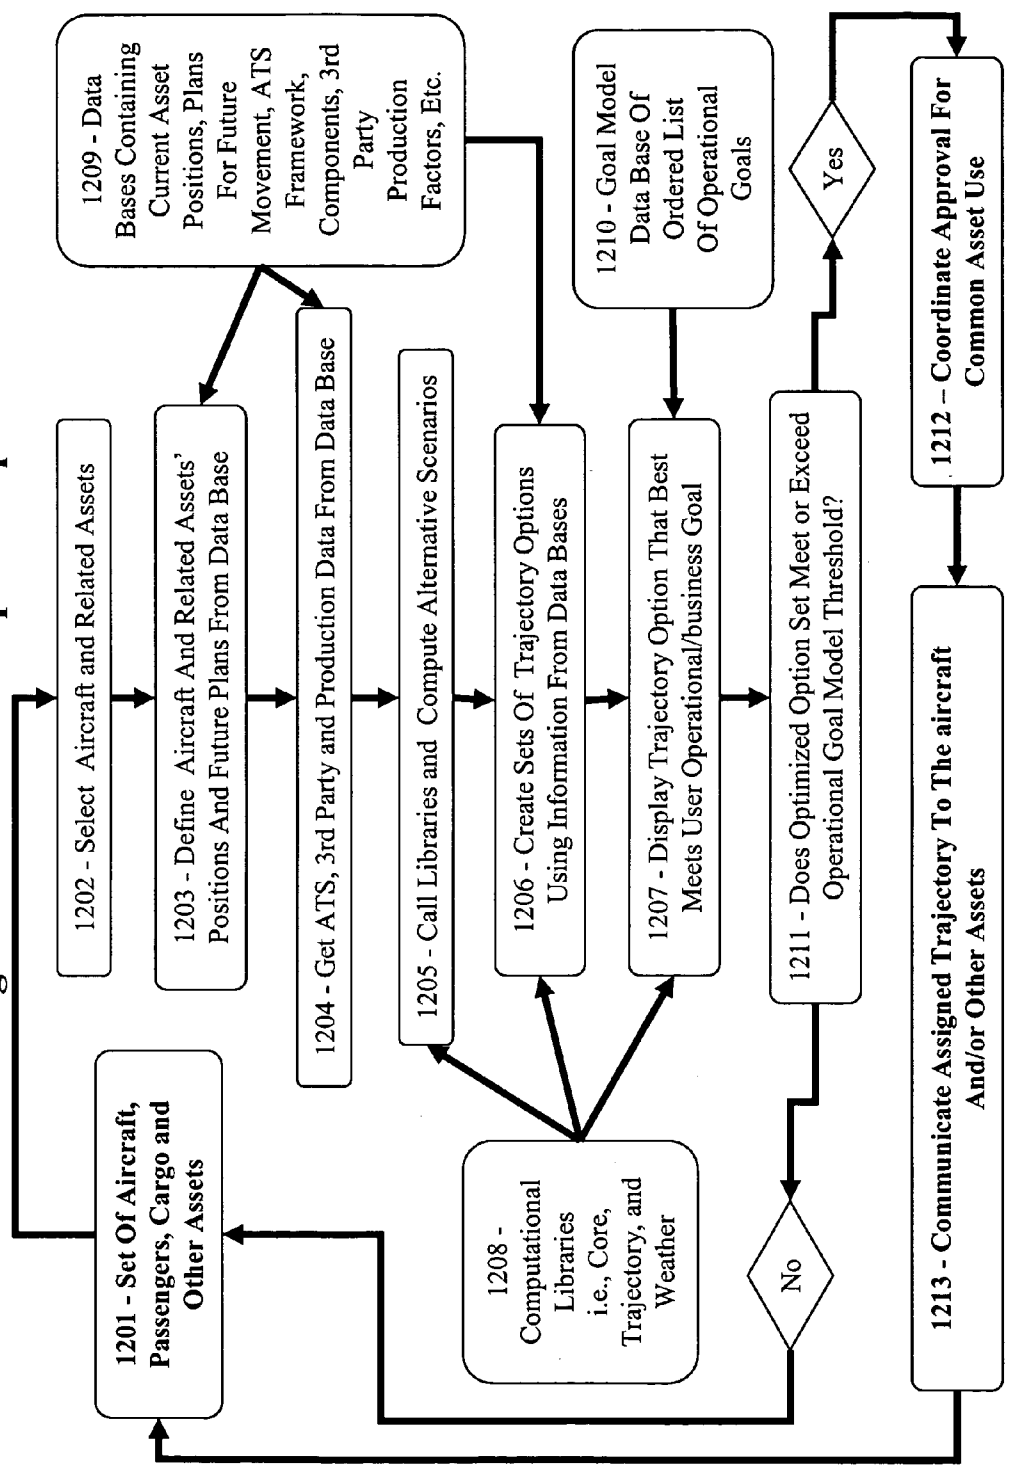 1201 - Set Of Aircraft,
Passengers, Cargo and
Other Assets
1202 - Select Aircraft and Related Assets
1203 - Define Aircraft And Related Assets'
Positions And Future Plans From Data Base
1204 - Get ATS, 3rd Party and Production Data From Data Base
1205 - Call Libraries and Compute Alternative Scenarios
1206 - Create Sets Of Trajectory Options
Using Information From Data Bases
1207 - Display Trajectory Option That Best
Meets User Operational/business Goal
1208 -
Computational
Libraries
i.e., Core,
Trajectory, and
Weather
1209 - Data
Bases Containing
Current Asset
Positions, Plans
For Future
Movement, ATS
Framework,
Components, 3rd
Party
Production
Factors, Etc.
1210 - Goal Model
Data Base Of
Ordered List
Of Operational
Goals
1211 - Does Optimized Option Set Meet or Exceed
Operational Goal Model Threshold?
No
Yes
1212 – Coordinate Approval For
Common Asset Use
1213 - Communicate Assigned Trajectory To The aircraft
And/or Other Assets